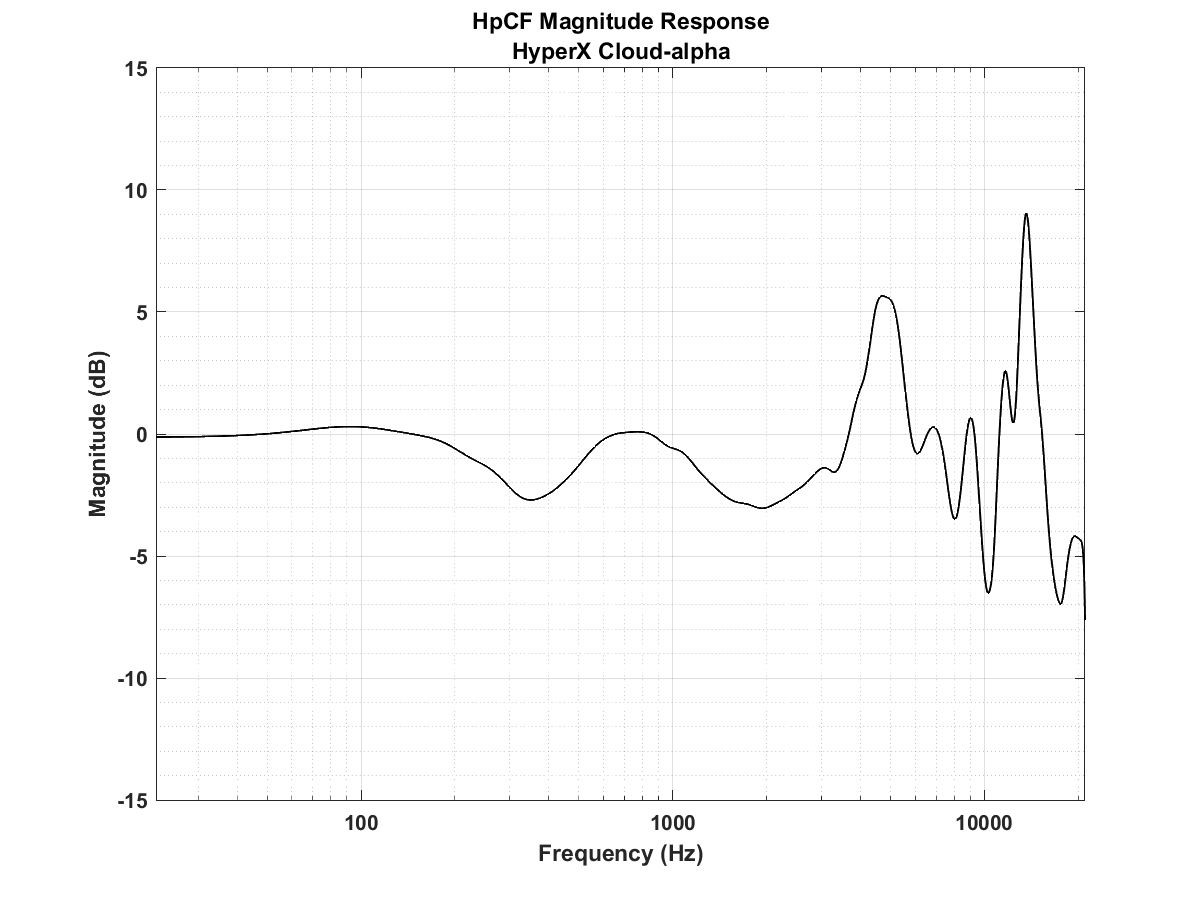 HpCF Magnitude Response
HyperX Cloud-alpha
15
10
5
0
-5
-10
-15
Magnitude (dB)
100
1000
10000
Frequency (Hz)